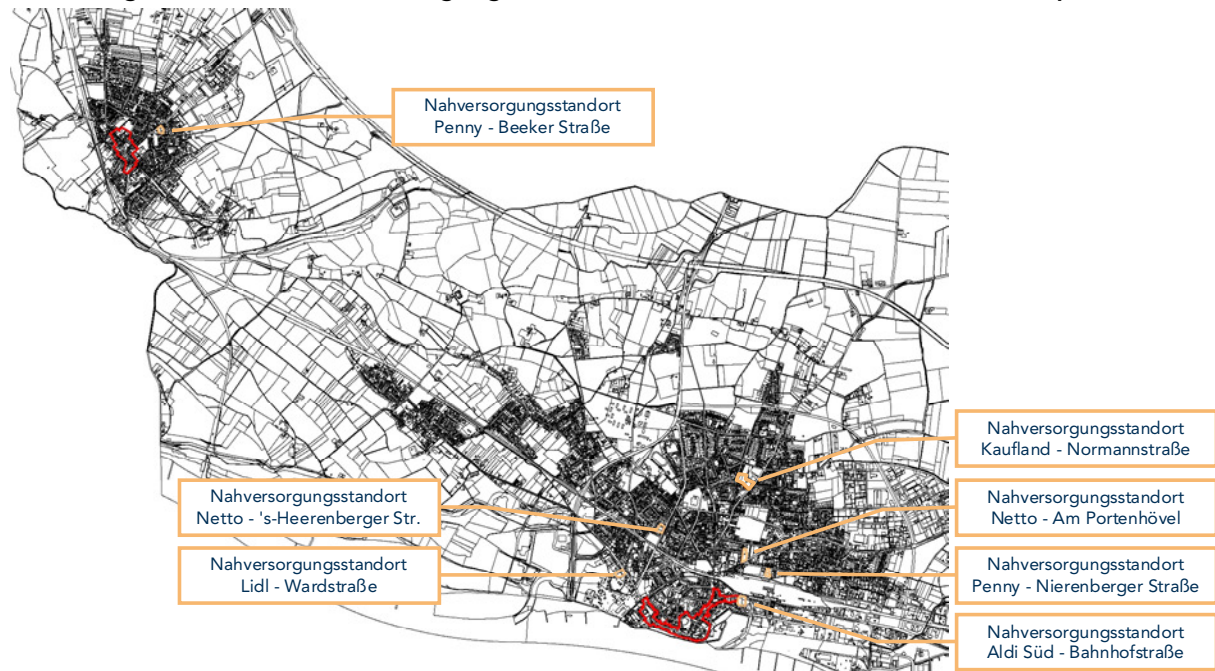 Nahversorgungsstandort
Penny - Beeker Straße
Nahversorgungsstandort
Kaufland - Normannstraße
Nahversorgungsstandort
Netto - 's-Heerenberger Str.
Nahversorgungsstandort
Netto - Am Portenhövel
Nahversorgungsstandort
Lidl - Wardstraße
Nahversorgungsstandort
Penny - Nierenberger Straße
Nahversorgungsstandort
Aldi Süd - Bahnhofstraße